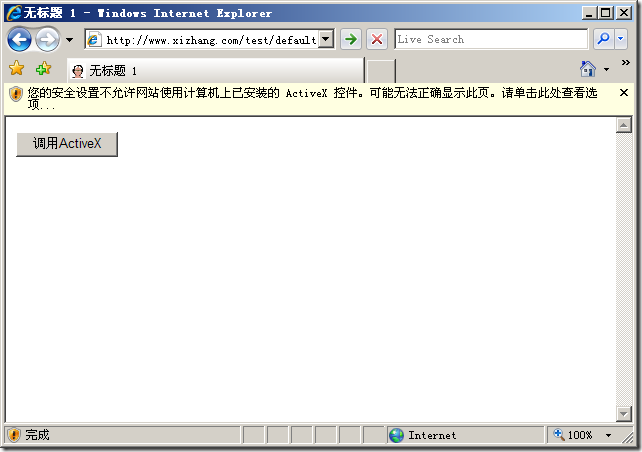 无标题 1 - Windows Internet Explorer
http://www.xizhang.com/test/default
Live Search
无标题 1
您的安全设置不允许网站使用计算机上已安装的 ActiveX 控件。可能无法正确显示此页。请单击此处查看选
项...
调用ActiveX
完成
Internet
100%